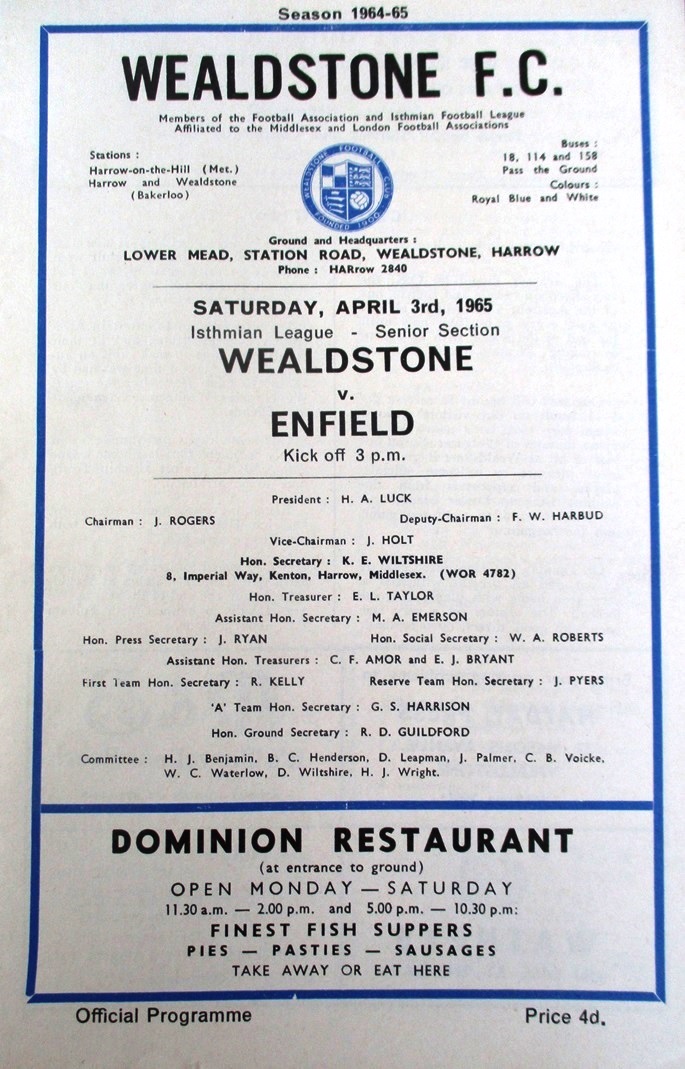 Season 1964-65
WEALDSTONE F.C.
Members of the Football Association and Isthmian Football League
Affiliated to the Middlesex and London Football Associations
Stations :
Harrow-on-the-Hill (Met.)
Harrow and Wealdstone
(Bakerloo)
WEALDSTONE FOOTBALL CLUB
FOUNDED 1900
Buses :
18, 114 and 158
Pass the Ground
Colours :
Royal Blue and White
Ground and Headquarters :
LOWER MEAD, STATION ROAD, WEALDSTONE, HARROW
Phone : HARrow 2840
SATURDAY, APRIL 3rd, 1965
Isthmian League - Senior Section
WEALDSTONE
v.
ENFIELD
Kick off 3 p.m.
President : H. A. LUCK
Chairman : J. ROGERS Deputy-Chairman : F. W. HARBUD
Vice-Chairman : J. HOLT
Hon. Secretary : K. E. WILTSHIRE
8, Imperial Way, Kenton, Harrow, Middlesex. (WOR 4782)
Hon. Treasurer : E. L. TAYLOR
Assistant Hon. Secretary : M. A. EMERSON
Hon. Press Secretary : J. RYAN Hon. Social Secretary : W. A. ROBERTS
Assistant Hon. Treasurers : C. F. AMOR and E. J. BRYANT
First Team Hon. Secretary : R. KELLY Reserve Team Hon. Secretary : J. PYERS
'A' Team Hon. Secretary : G. S. HARRISON
Hon. Ground Secretary : R. D. GUILDFORD
Committee : H. J. Benjamin, B. C. Henderson, D. Leapman, J. Palmer, C. B. Voicke,
W. C. Waterlow, D. Wiltshire, H. J. Wright.
DOMINION RESTAURANT
(at entrance to ground)
OPEN MONDAY — SATURDAY
11.30 a.m. — 2.00 p.m. and 5.00 p.m. — 10.30 p.m:
FINEST FISH SUPPERS
PIES — PASTIES — SAUSAGES
TAKE AWAY OR EAT HERE
Official Programme Price 4d.